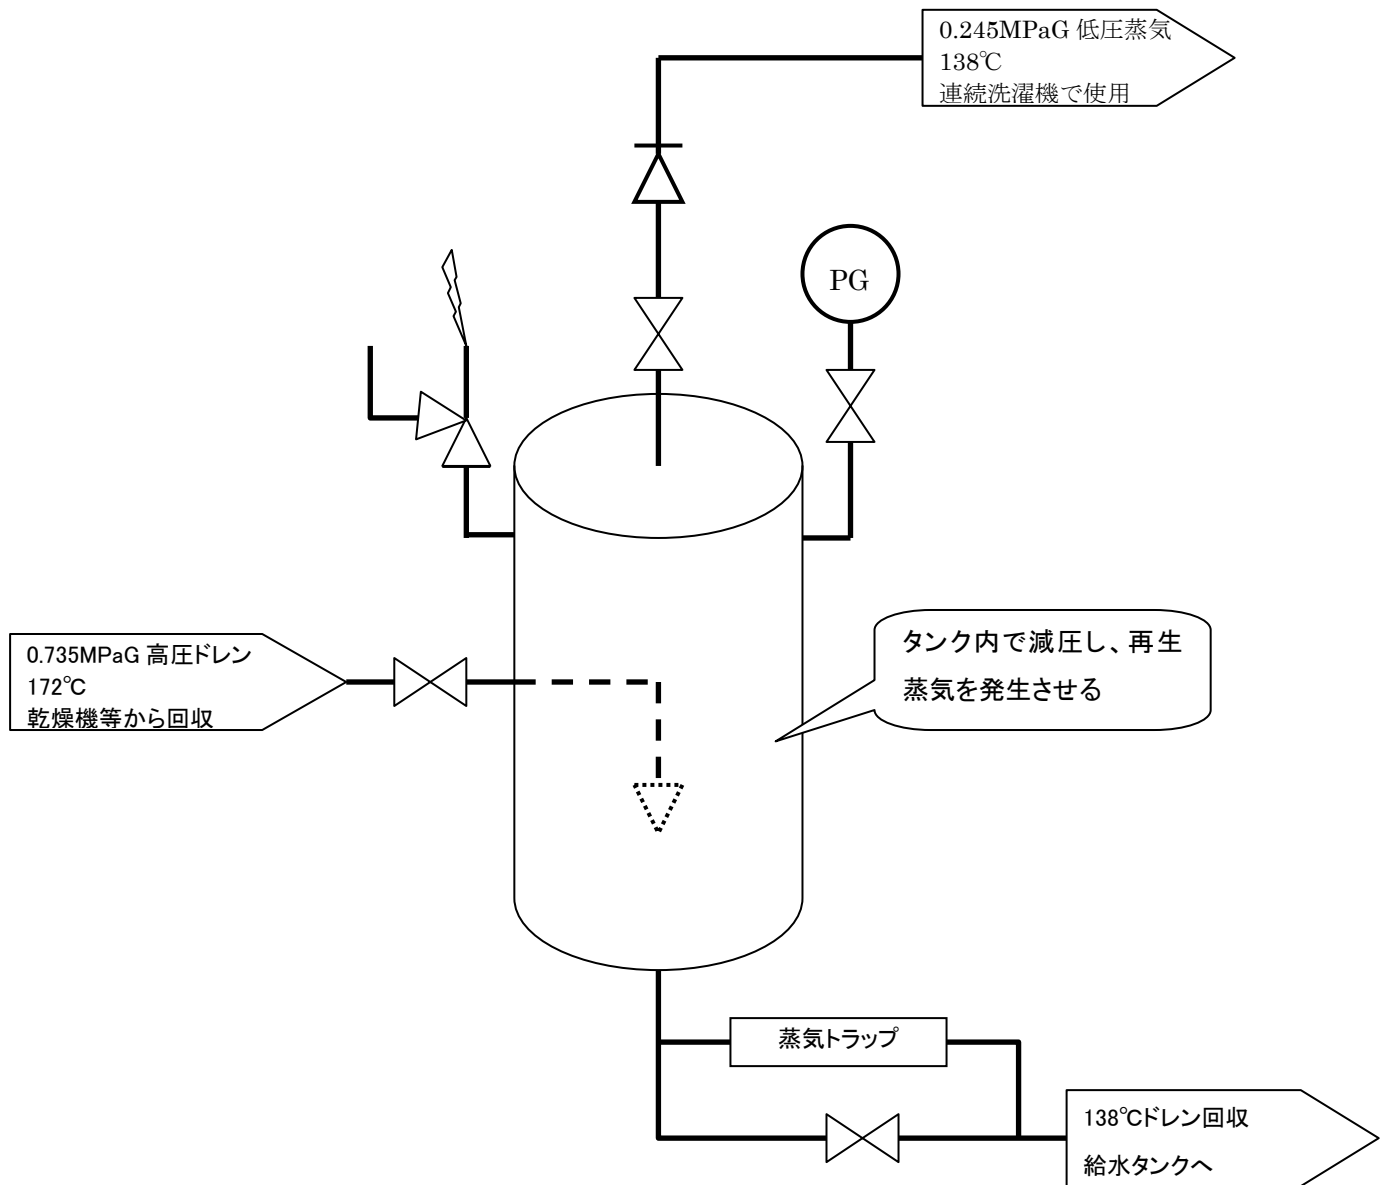 0.245MPaG 低圧蒸気
138℃
連続洗濯機で使用
PG
タンク内で減圧し、再生
蒸気を発生させる
0.735MPaG 高圧ドレン
172℃
乾燥機等から回収
蒸気トラップ
138℃ドレン回収
給水タンクへ